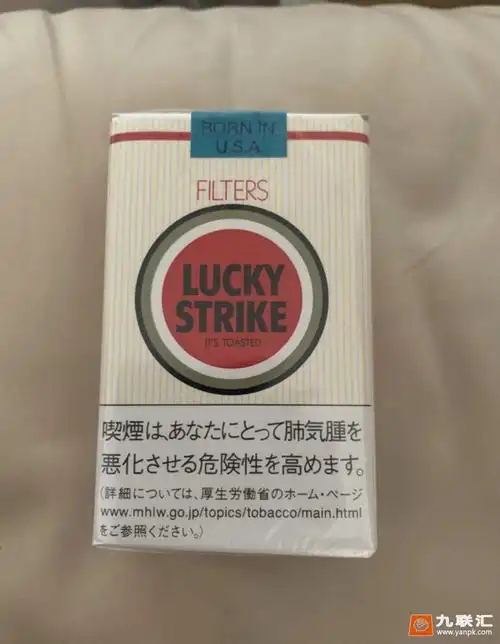 BORN IN
U.S.A.
FILTERS
LUCKY
STRIKE
IT'S TOASTED
喫煙は、あなたにとって肺気腫を
悪化させる危険性を高めます。
(詳細については、厚生労働省のホーム・ページ
www.mhlw.go.jp/topics/tobacco/main.html
をご参照ください。)
九联汇
www.yanpk.com